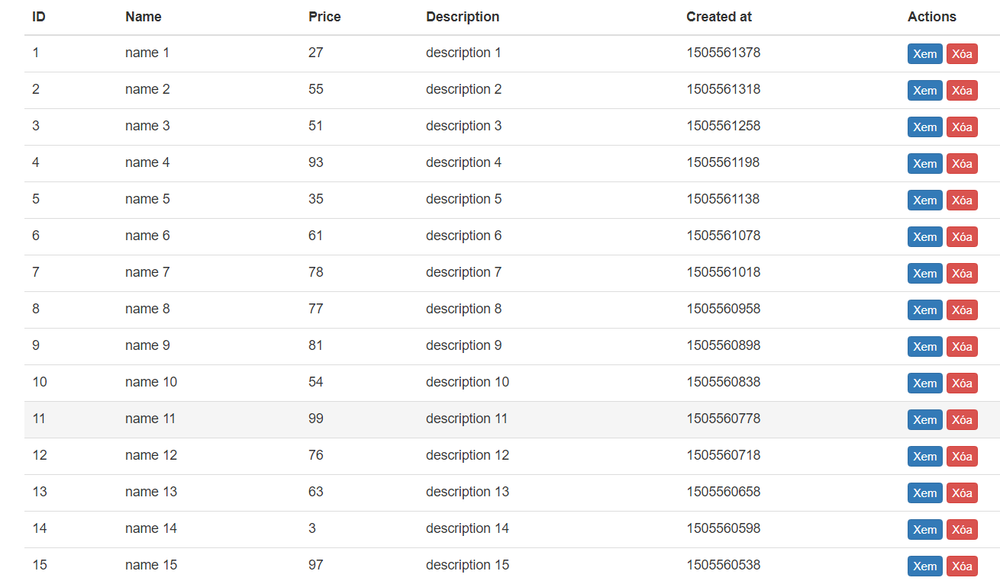 ID Name Price Description Created at Actions
1 name 1 27 description 1 1505561378 Xem Xóa
2 name 2 55 description 2 1505561318 Xem Xóa
3 name 3 51 description 3 1505561258 Xem Xóa
4 name 4 93 description 4 1505561198 Xem Xóa
5 name 5 35 description 5 1505561138 Xem Xóa
6 name 6 61 description 6 1505561078 Xem Xóa
7 name 7 78 description 7 1505561018 Xem Xóa
8 name 8 77 description 8 1505560958 Xem Xóa
9 name 9 81 description 9 1505560898 Xem Xóa
10 name 10 54 description 10 1505560838 Xem Xóa
11 name 11 99 description 11 1505560778 Xem Xóa
12 name 12 76 description 12 1505560718 Xem Xóa
13 name 13 63 description 13 1505560658 Xem Xóa
14 name 14 3 description 14 1505560598 Xem Xóa
15 name 15 97 description 15 1505560538 Xem Xóa